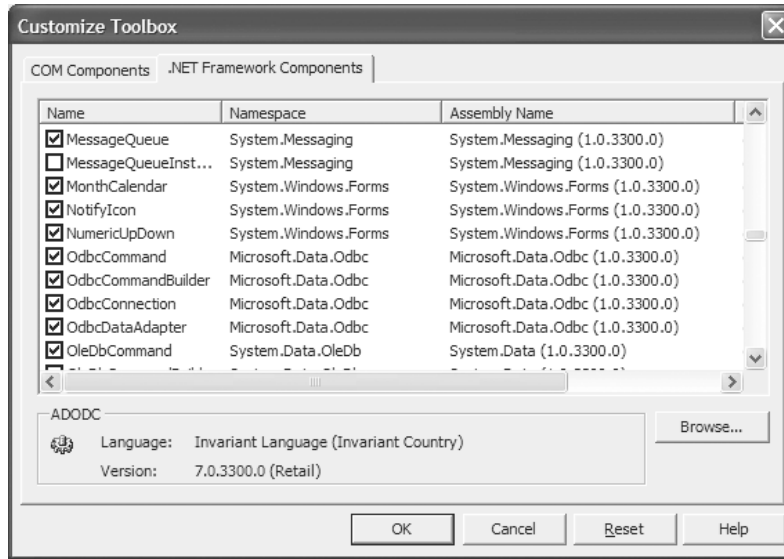 Customize Toolbox
COM Components .NET Framework Components
Name Namespace Assembly Name
MessageQueue System.Messaging System.Messaging (1.0.3300.0)
MessageQueueInst... System.Messaging System.Messaging (1.0.3300.0)
MonthCalendar System.Windows.Forms System.Windows.Forms (1.0.3300.0)
NotifyIcon System.Windows.Forms System.Windows.Forms (1.0.3300.0)
NumericUpDown System.Windows.Forms System.Windows.Forms (1.0.3300.0)
OdbcCommand Microsoft.Data.Odbc Microsoft.Data.Odbc (1.0.3300.0)
OdbcCommandBuilder Microsoft.Data.Odbc Microsoft.Data.Odbc (1.0.3300.0)
OdbcConnection Microsoft.Data.Odbc Microsoft.Data.Odbc (1.0.3300.0)
OdbcDataAdapter Microsoft.Data.Odbc Microsoft.Data.Odbc (1.0.3300.0)
OleDbCommand System.Data.OleDb System.Data (1.0.3300.0)
ADODC
Browse...
Language: Invariant Language (Invariant Country)
Version: 7.0.3300.0 (Retail)
OK Cancel Reset Help